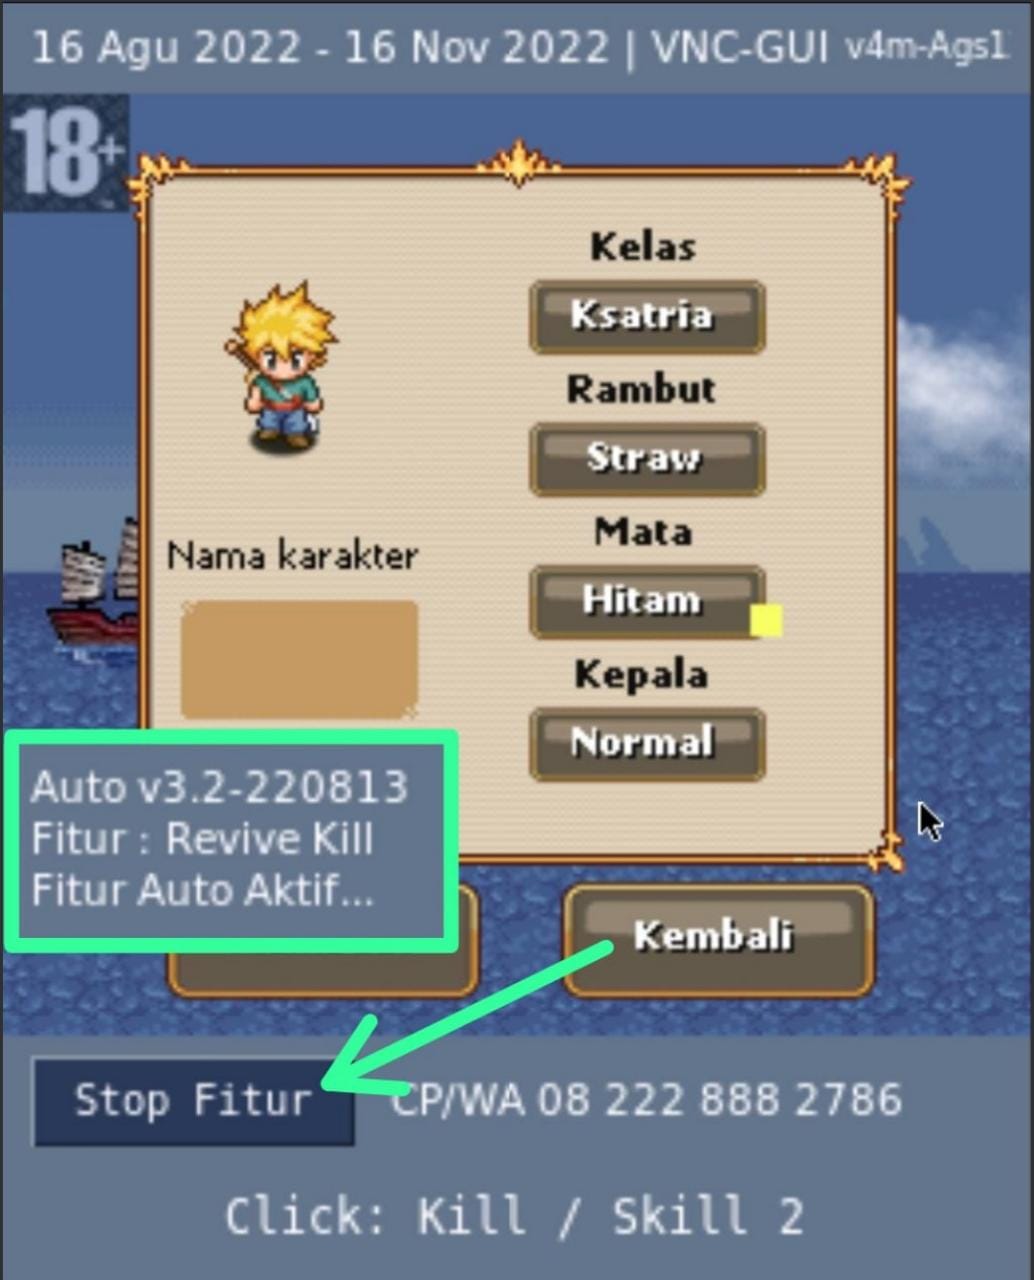 16 Agu 2022 - 16 Nov 2022 | VNC-GUI v4m-Ags1
18+
Kelas
Ksatria
Rambut
Straw
Mata
Hitam
Kepala
Normal
Nama karakter
Auto v3.2-220813
Fitur : Revive Kill
Fitur Auto Aktif...
Kembali
Stop Fitur
CP/WA 08 222 888 2786
Click: Kill / Skill 2